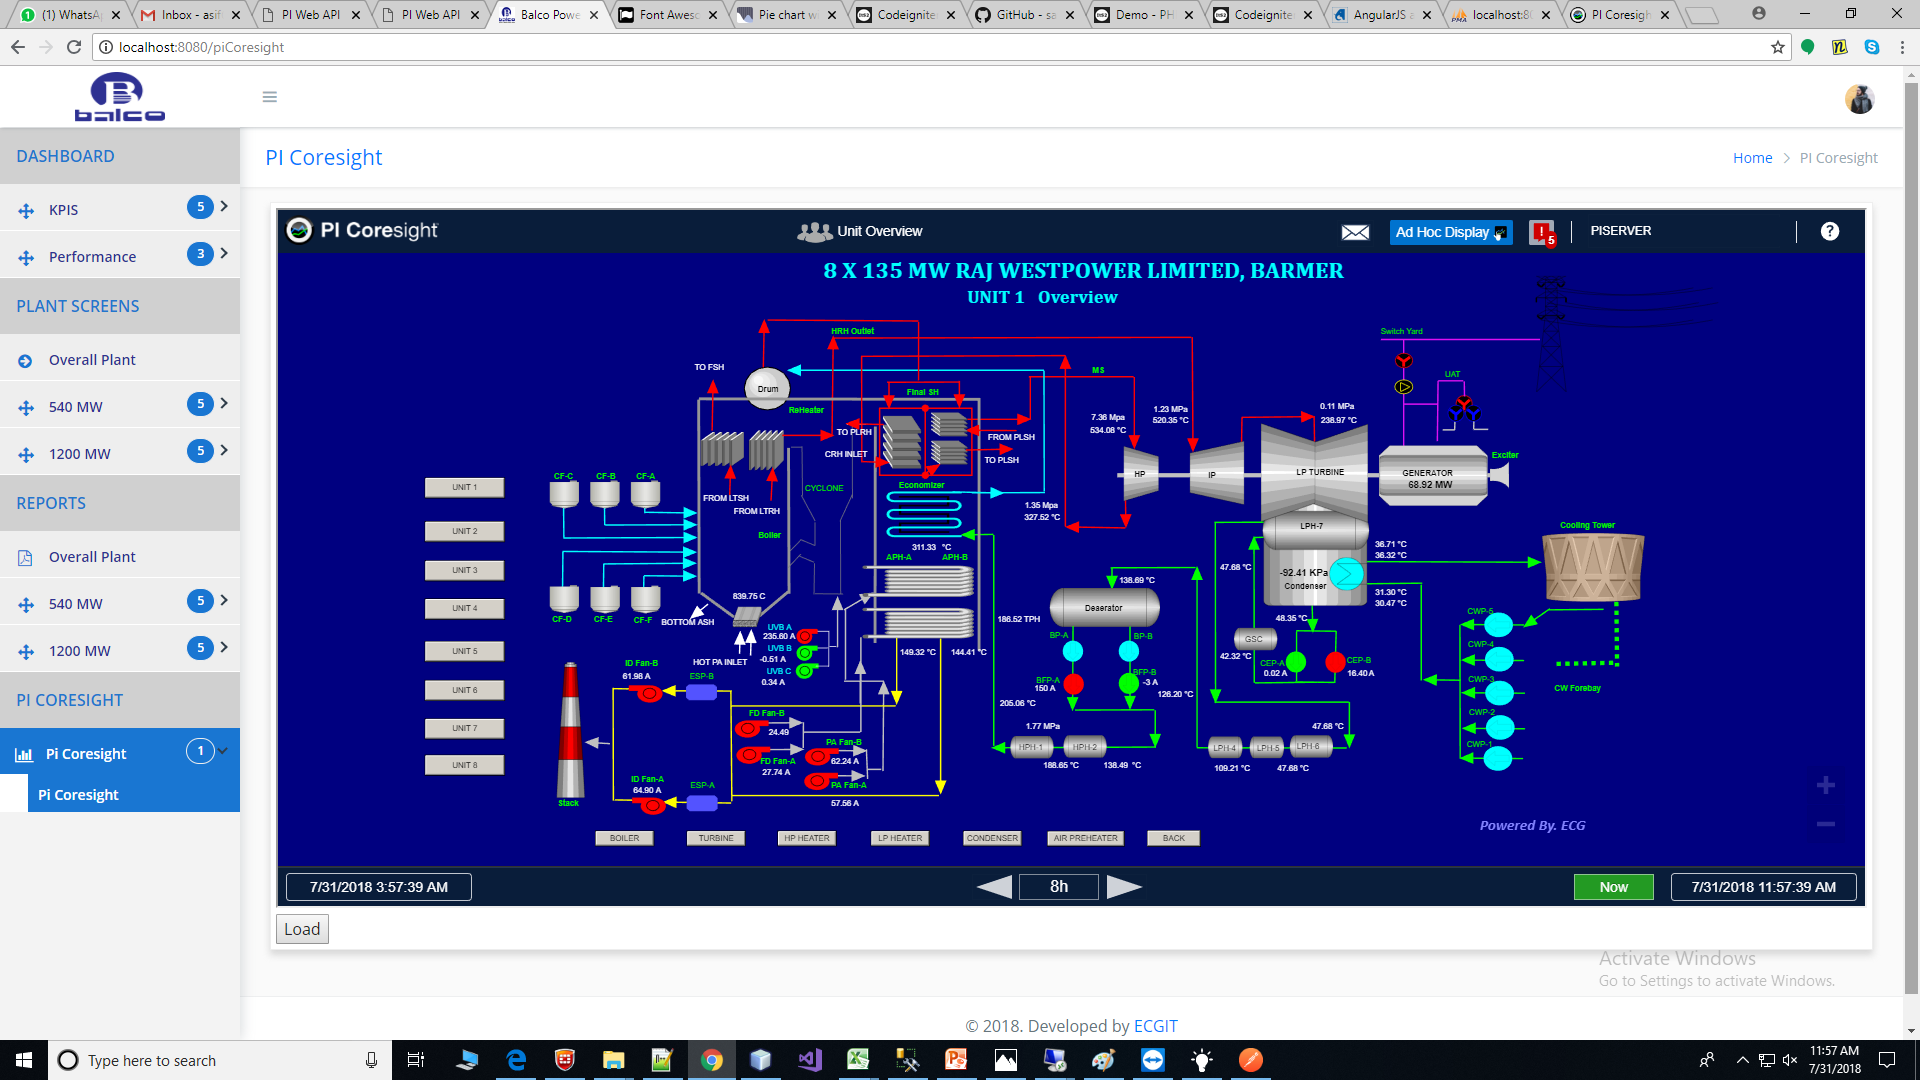 (1) WhatsA
Inbox - asif
PI Web API
PI Web API
Balco Powe
Font Awesc
Pie chart w
Codeignite
GitHub - sa
Demo - PH
Codeignite
AngularJS a
localhost:80
PI Coresigh
localhost:8080/piCoresight
Balco
DASHBOARD
KPIS 5
Performance 3
PLANT SCREENS
Overall Plant
540 MW 5
1200 MW 5
REPORTS
Overall Plant
540 MW 5
1200 MW 5
PI CORESIGHT
Pi Coresight 1
Pi Coresight
PI Coresight
Home > PI Coresight
PI Coresight
Unit Overview
Ad Hoc Display
5
PISERVER
8 X 135 MW RAJ WESTPOWER LIMITED, BARMER
UNIT 1 Overview
HRH Outlet
Switch Yard
TO FSH
MS
UAT
Drum
Final SH
ReHeater
7.36 Mpa
534.08 °C
1.23 MPa
520.35 °C
0.11 MPa
238.97 °C
TO PLRH
FROM PLSH
CRH INLET
TO PLSH
HP
IP
LP TURBINE
GENERATOR
68.92 MW
Exciter
CF-C
CF-B
CF-A
UNIT 1
CYCLONE
Economizer
FROM LTSH
FROM LTRH
1.35 Mpa
327.52 °C
UNIT 2
Boiler
LPH-7
Cooling Tower
311.33 °C
APH-A
APH-B
36.71 °C
36.32 °C
UNIT 3
47.68 °C
-92.41 KPa
Condenser
138.69 °C
31.30 °C
30.47 °C
839.75 C
UNIT 4
Deaerator
CF-D
CF-E
CF-F
BOTTOM ASH
186.52 TPH
48.35 °C
CWP-5
UVB A
235.60 A
UVB B
-0.51 A
UVB C
0.34 A
BP-A
BP-B
GSC
UNIT 5
HOT PA INLET
149.32 °C
144.41 °C
42.32 °C
CWP-4
ID Fan-B
61.98 A
ESP-B
CEP-A
0.02 A
CEP-B
16.40 A
BFP-A
150 A
BFP-B
-3 A
CWP-3
UNIT 6
126.20 °C
CW Forebay
205.06 °C
FD Fan-B
24.49
CWP-2
UNIT 7
1.77 MPa
47.68 °C
PA Fan-B
62.24 A
HPH-1
HPH-2
LPH-4
LPH-5
LPH-6
CWP-1
FD Fan-A
27.74 A
UNIT 8
188.65 °C
138.49 °C
109.21 °C
47.68 °C
ID Fan-A
64.90 A
ESP-A
PA Fan-A
57.56 A
Stack
Powered By. ECG
BOILER
TURBINE
HP HEATER
LP HEATER
CONDENSER
AIR PREHEATER
BACK
7/31/2018 3:57:39 AM
8h
Now
7/31/2018 11:57:39 AM
Load
Activate Windows
Go to Settings to activate Windows.
© 2018. Developed by ECGIT
Type here to search
11:57 AM
7/31/2018